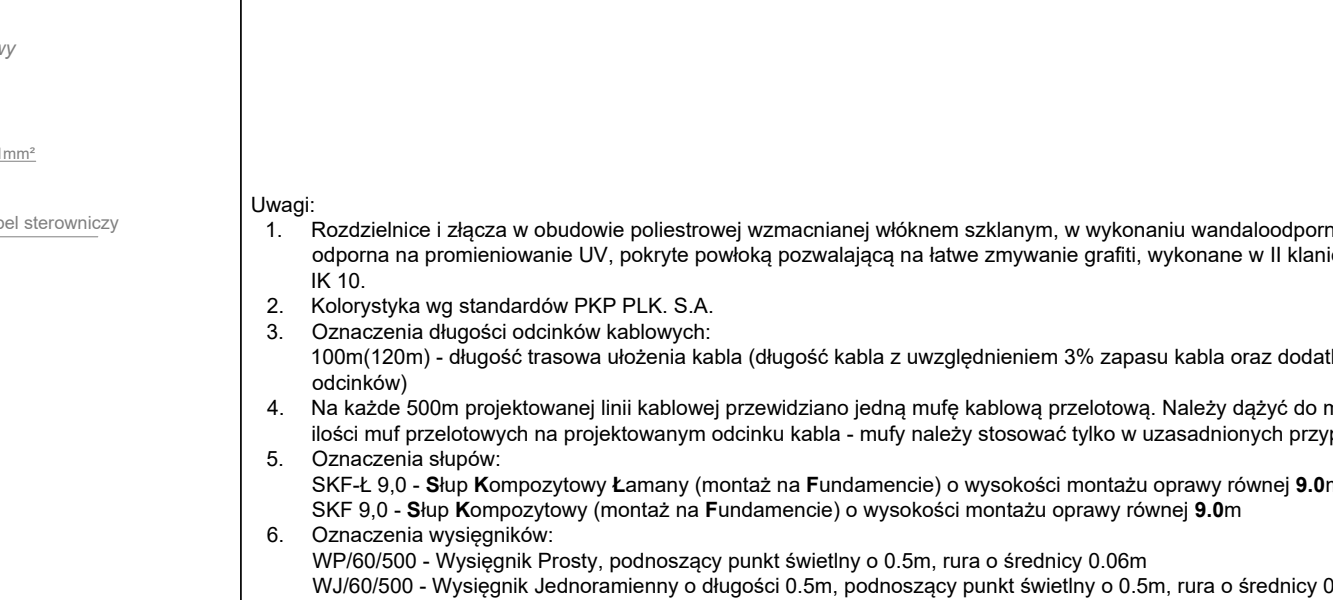 wy
mm²
bel sterowniczy
Uwagi:
1. Rozdzielnice i złącza w obudowie poliestrowej wzmacnianej włóknem szklanym, w wykonaniu wandaloodporn
odporna na promieniowanie UV, pokryte powłoką pozwalającą na łatwe zmywanie grafiti, wykonane w II klani
IK 10.
2. Kolorystyka wg standardów PKP PLK. S.A.
3. Oznaczenia długości odcinków kablowych:
100m(120m) - długość trasowa ułożenia kabla (długość kabla z uwzględnieniem 3% zapasu kabla oraz dodat
odcinków)
4. Na każde 500m projektowanej linii kablowej przewidziano jedną mufę kablową przelotową. Należy dążyć do m
ilości muf przelotowych na projektowanym odcinku kabla - mufy należy stosować tylko w uzasadnionych przyp
5. Oznaczenia słupów:
SKF-Ł 9,0 - Słup Kompozytowy Łamany (montaż na Fundamencie) o wysokości montażu oprawy równej 9.0m
SKF 9,0 - Słup Kompozytowy (montaż na Fundamencie) o wysokości montażu oprawy równej 9.0m
6. Oznaczenia wysięgników:
WP/60/500 - Wysięgnik Prosty, podnoszący punkt świetlny o 0.5m, rura o średnicy 0.06m
WJ/60/500 - Wysięgnik Jednoramienny o długości 0.5m, podnoszący punkt świetlny o 0.5m, rura o średnicy 0